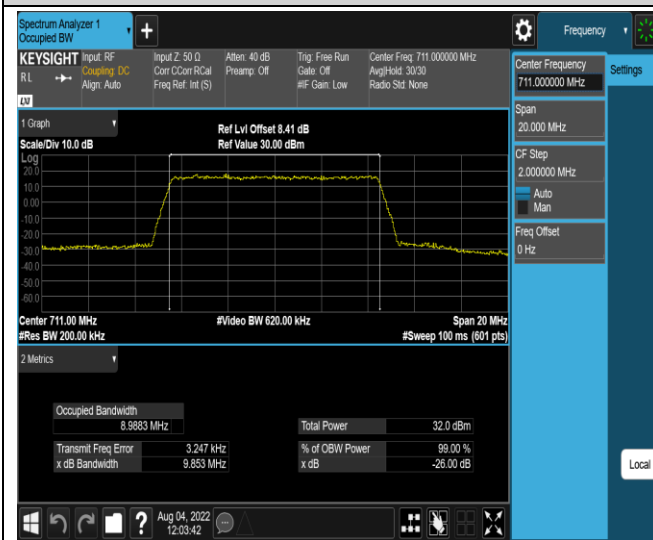 Spectrum Analyzer 1
Occupied BW
+
Frequency
KEYSIGHT
RL
LXI
Input: RF
Coupling: DC
Align: Auto
Input Z: 50 Ω
Corr CCorr RCal
Freq Ref: Int (S)
Atten: 40 dB
Preamp: Off
Trig: Free Run
Gate: Off
#IF Gain: Low
Center Freq: 711.000000 MHz
Avg|Hold: 30/30
Radio Std: None
Center Frequency
711.000000 MHz
Settings
Span
20.000 MHz
CF Step
2.000000 MHz
Auto
Man
Freq Offset
0 Hz
1 Graph
Scale/Div 10.0 dB
Ref Lvl Offset 8.41 dB
Ref Value 30.00 dBm
Log
20.0
10.0
0.00
-10.0
-20.0
-30.0
-40.0
-50.0
-60.0
Center 711.00 MHz
#Res BW 200.00 kHz
#Video BW 620.00 kHz
Span 20 MHz
#Sweep 100 ms (601 pts)
2 Metrics
Occupied Bandwidth
8.9883 MHz
Total Power 32.0 dBm
Transmit Freq Error 3.247 kHz
% of OBW Power 99.00 %
x dB Bandwidth 9.853 MHz
x dB -26.00 dB
Local
?
Aug 04, 2022
12:03:42